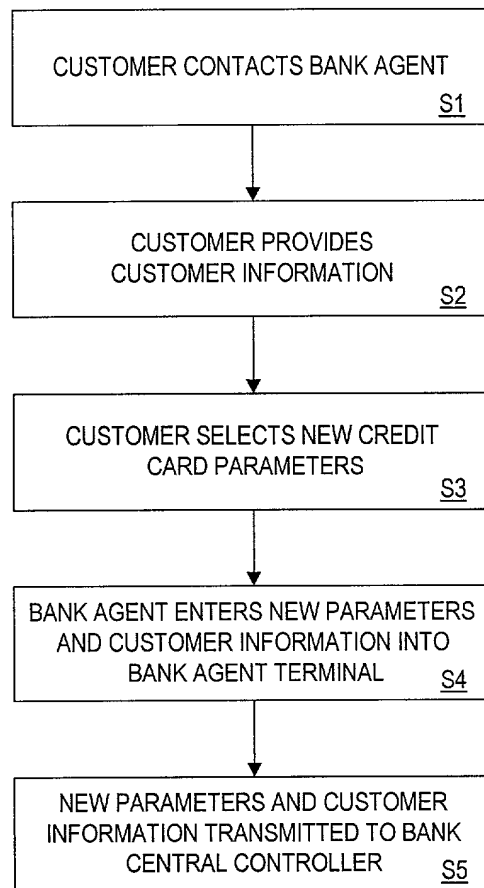 CUSTOMER CONTACTS BANK AGENT
S1
CUSTOMER PROVIDES
CUSTOMER INFORMATION
S2
CUSTOMER SELECTS NEW CREDIT
CARD PARAMETERS
S3
BANK AGENT ENTERS NEW PARAMETERS
AND CUSTOMER INFORMATION INTO
BANK AGENT TERMINAL
S4
NEW PARAMETERS AND CUSTOMER
INFORMATION TRANSMITTED TO BANK
CENTRAL CONTROLLER
S5